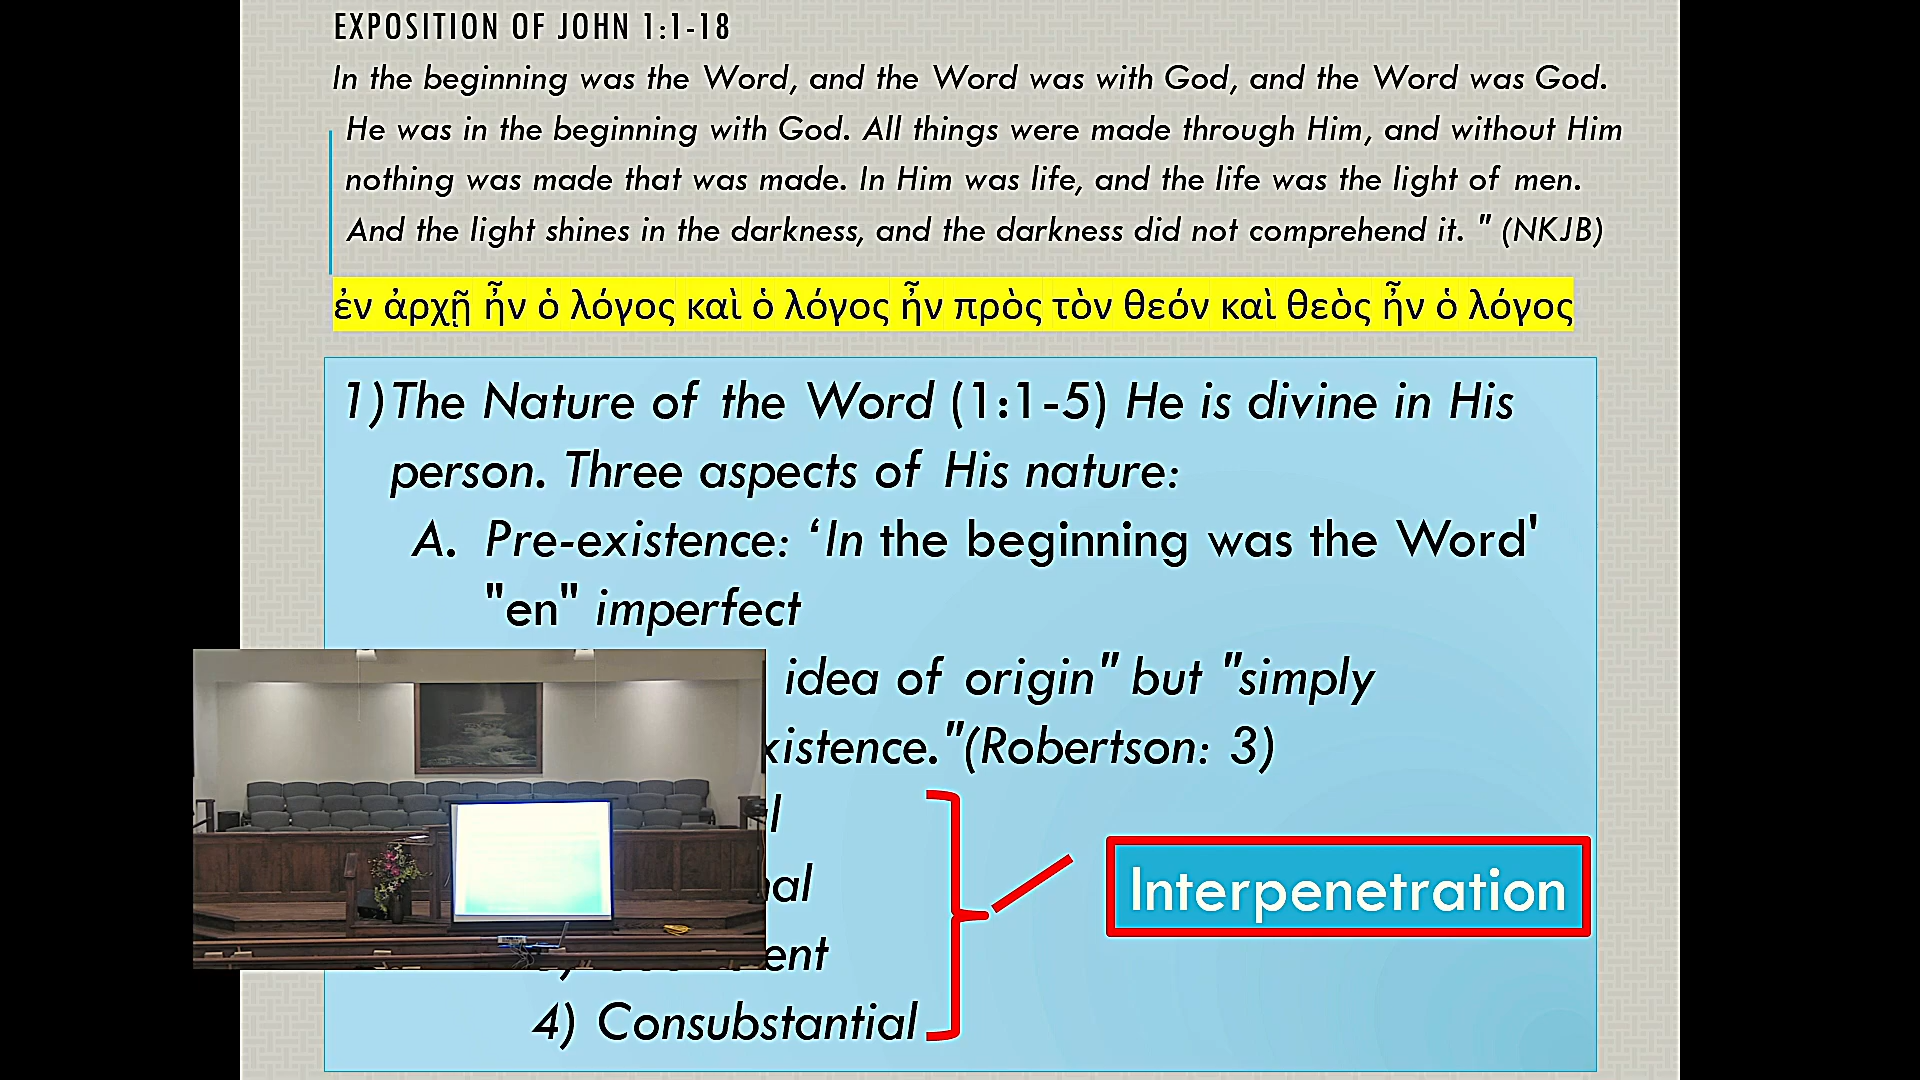 EXPOSITION OF JOHN 1:1-18
In the beginning was the Word, and the Word was with God, and the Word was God.
He was in the beginning with God. All things were made through Him, and without Him
nothing was made that was made. In Him was life, and the life was the light of men.
And the light shines in the darkness, and the darkness did not comprehend it. " (NKJB)
ἐν ἀρχῇ ἦν ὁ λόγος καὶ ὁ λόγος ἦν πρὸς τὸν θεόν καὶ θεὸς ἦν ὁ λόγος
1)The Nature of the Word (1:1-5) He is divine in His
person. Three aspects of His nature:
A. Pre-existence: ‘In the beginning was the Word'
"en" imperfect
idea of origin" but "simply
"(Robertson: 3)
4) Consubstantial
Interpenetration